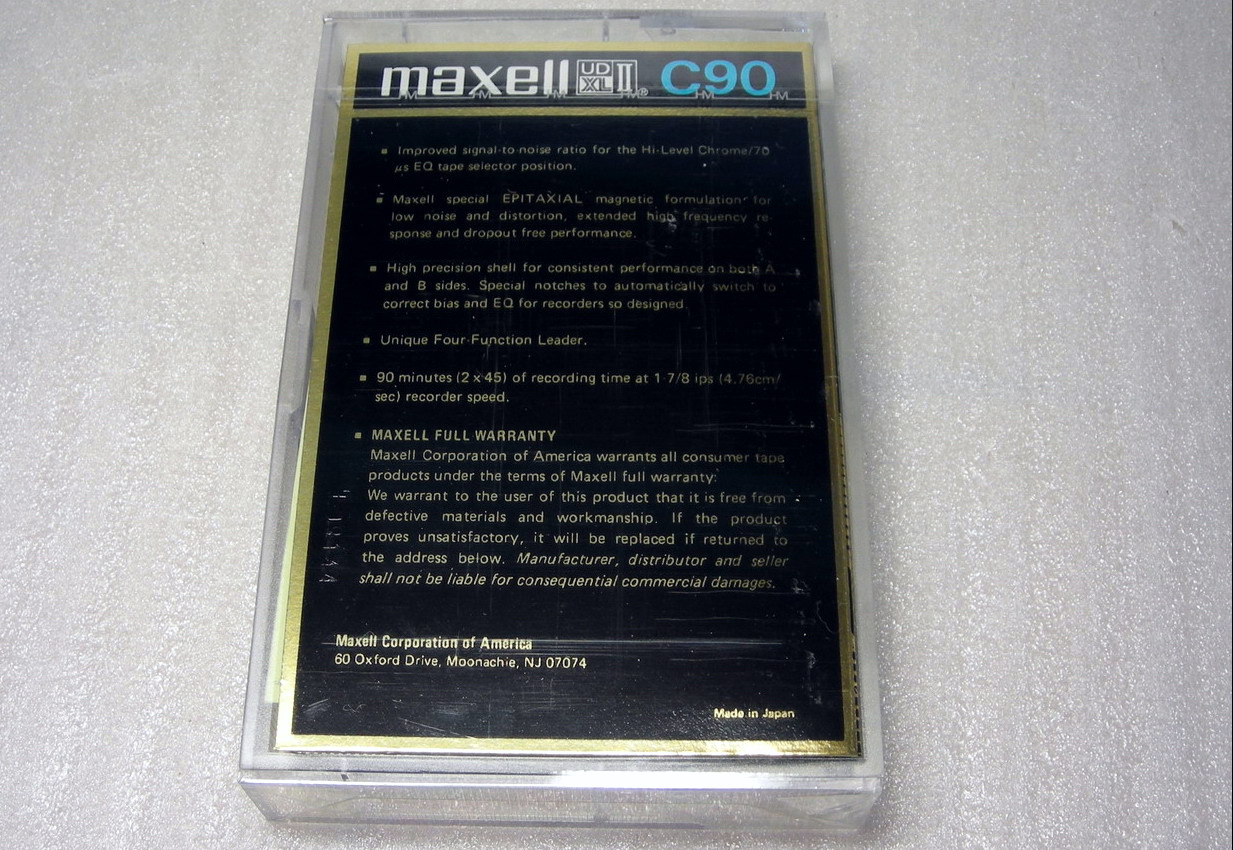 maxell UD XL II ® C90
HM HM HM HM HM HM
▪ Improved signal-to-noise ratio for the Hi-Level Chrome/70
µs EQ tape selector position.
▪ Maxell special EPITAXIAL magnetic formulation for
low noise and distortion, extended high frequency re-
sponse and dropout free performance.
▪ High precision shell for consistent performance on both A
and B sides. Special notches to automatically switch to
correct bias and EQ for recorders so designed.
▪ Unique Four-Function Leader.
▪ 90 minutes (2 x 45) of recording time at 1-7/8 ips (4.76cm/
sec) recorder speed.
▪ MAXELL FULL WARRANTY
Maxell Corporation of America warrants all consumer tape
products under the terms of Maxell full warranty:
We warrant to the user of this product that it is free from
defective materials and workmanship. If the product
proves unsatisfactory, it will be replaced if returned to
the address below. Manufacturer, distributor and seller
shall not be liable for consequential commercial damages.
Maxell Corporation of America
60 Oxford Drive, Moonachie, NJ 07074
Made in Japan